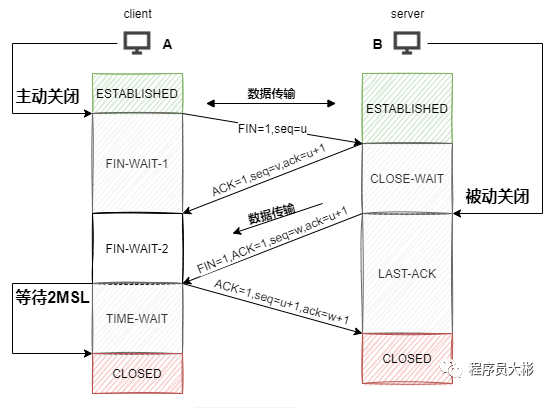 client
server
A
B
主动关闭
ESTABLISHED
数据传输
ESTABLISHED
FIN=1,seq=u
FIN-WAIT-1
ACK=1,seq=v,ack=u+1
CLOSE-WAIT
被动关闭
数据传输
FIN=1,ACK=1,seq=w,ack=u+1
FIN-WAIT-2
LAST-ACK
等待2MSL
ACK=1,seq=u+1,ack=w+1
TIME-WAIT
CLOSED
CLOSED
程序员大彬